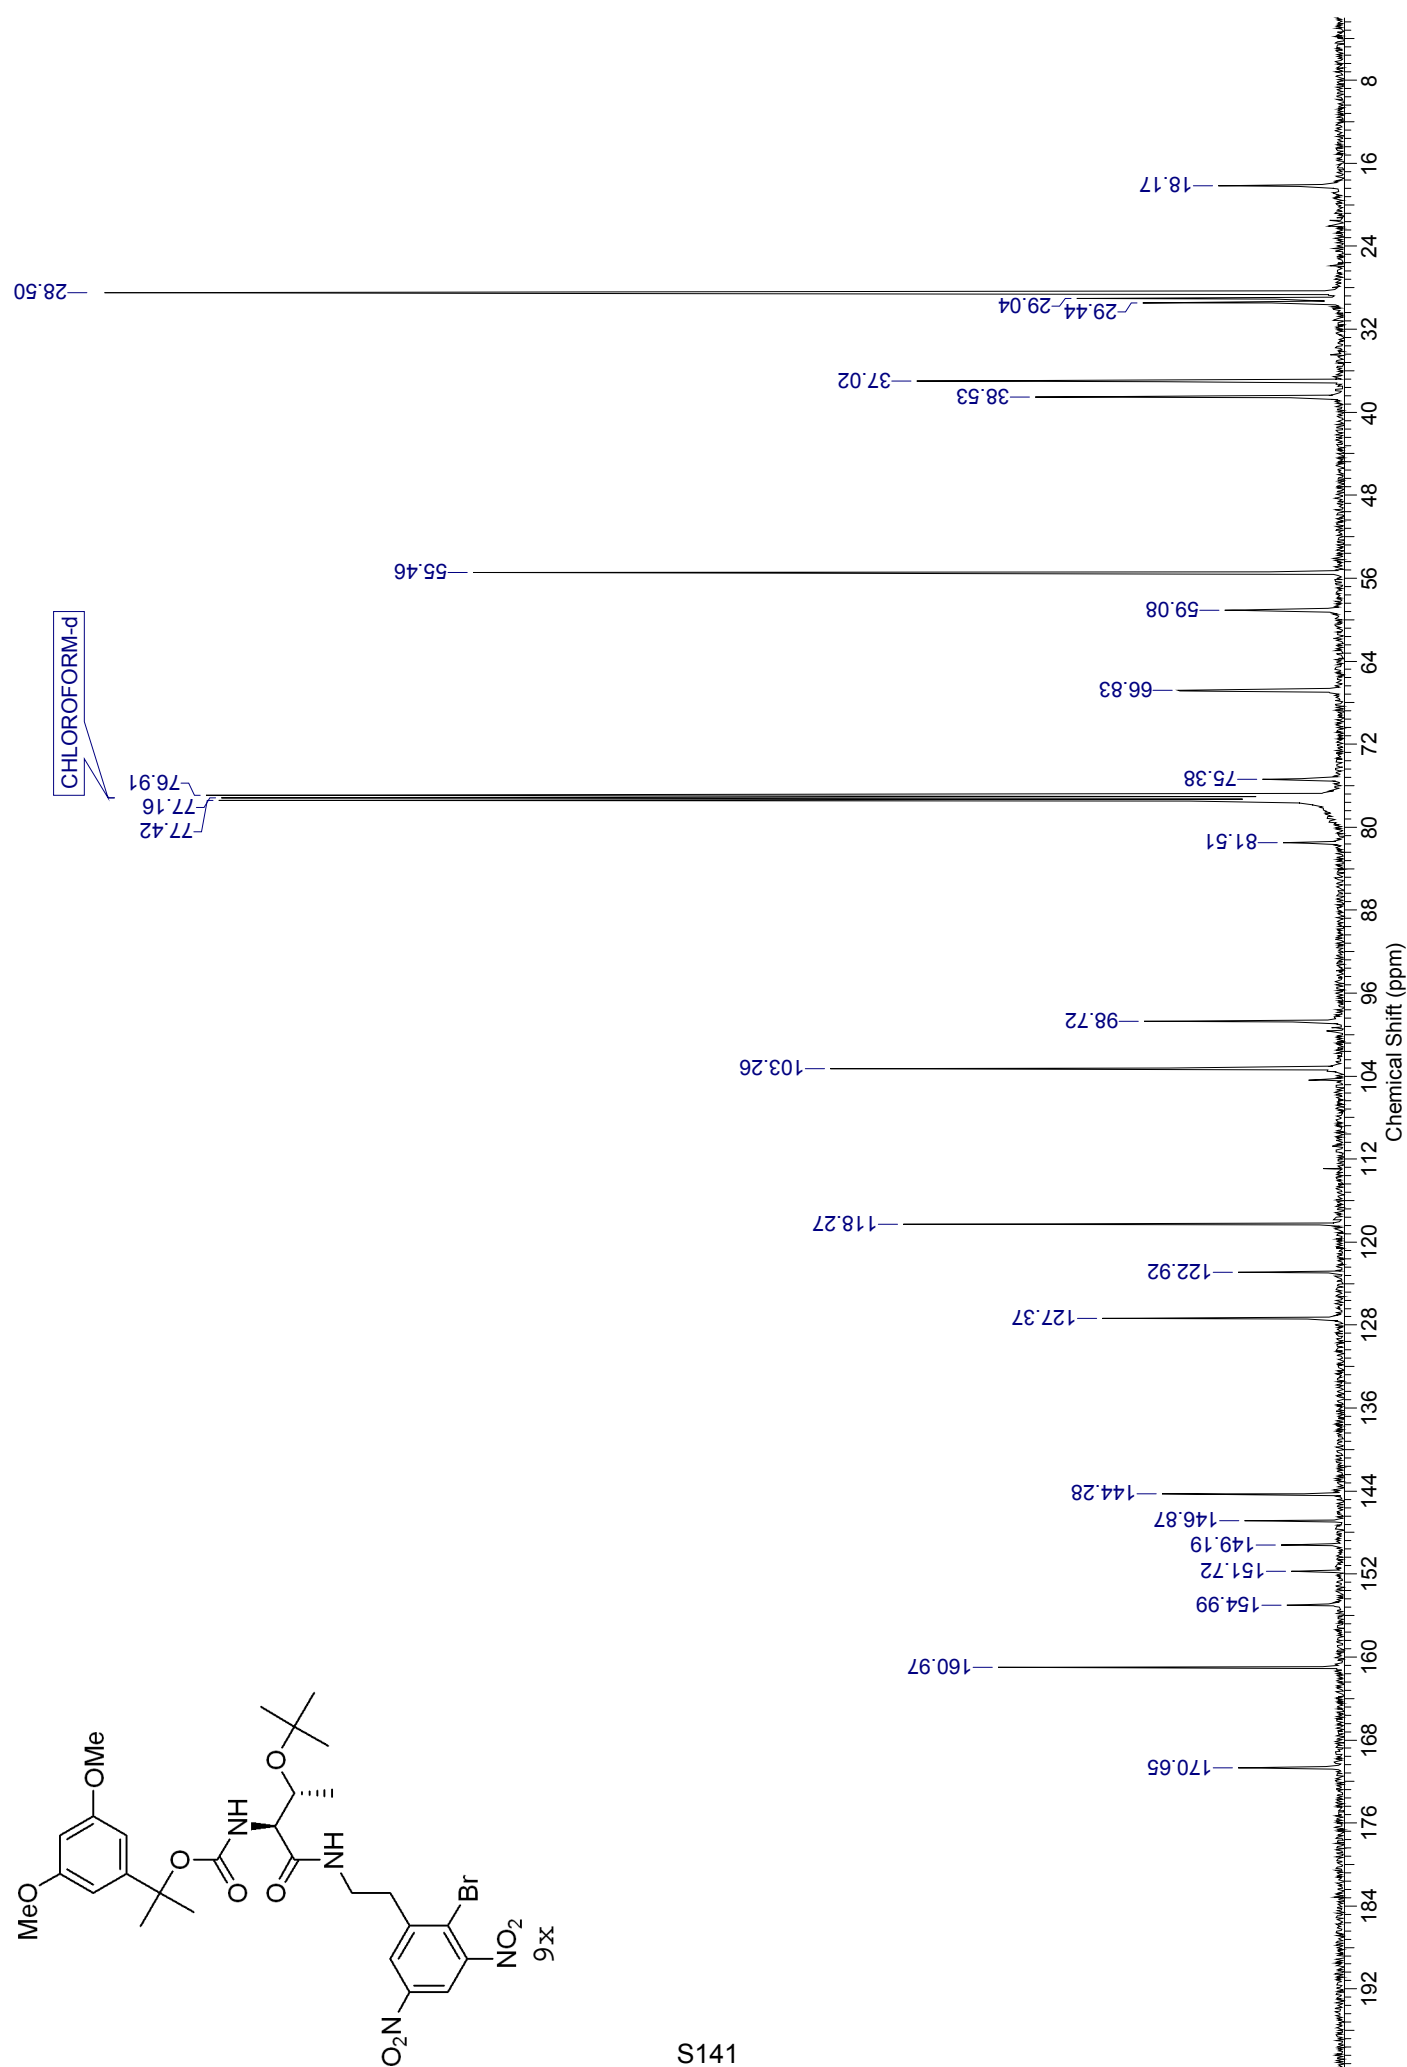 S141
MeO
OMe
O
O
NH
O
O
NH
Br
NO2
O2N
9x
170.65
160.97
154.99
151.72
149.19
146.87
144.28
127.37
122.92
118.27
103.26
98.72
81.51
77.42
77.16
76.91
CHLOROFORM-d
75.38
66.83
59.08
55.46
38.53
37.02
29.44
29.04
28.50
18.17
192 184 176 168 160 152 144 136 128 120 112 104 96 88 80 72 64 56 48 40 32 24 16 8
Chemical Shift (ppm)